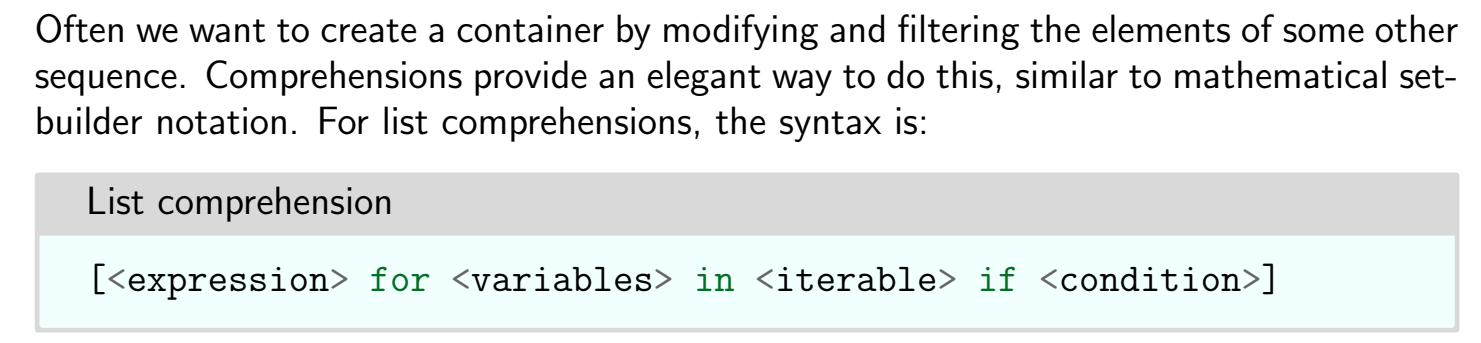 Often we want to create a container by modifying and filtering the elements of some other
sequence. Comprehensions provide an elegant way to do this, similar to mathematical set-
builder notation. For list comprehensions, the syntax is:
List comprehension
[<expression> for <variables> in <iterable> if <condition>]